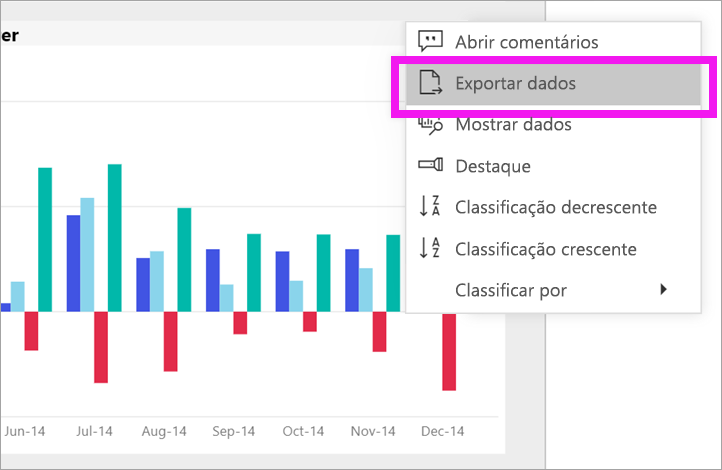 er
Abrir comentários
Exportar dados
Mostrar dados
Destaque
Classificação decrescente
Classificação crescente
Classificar por
Jun-14 Jul-14 Aug-14 Sep-14 Oct-14 Nov-14 Dec-14